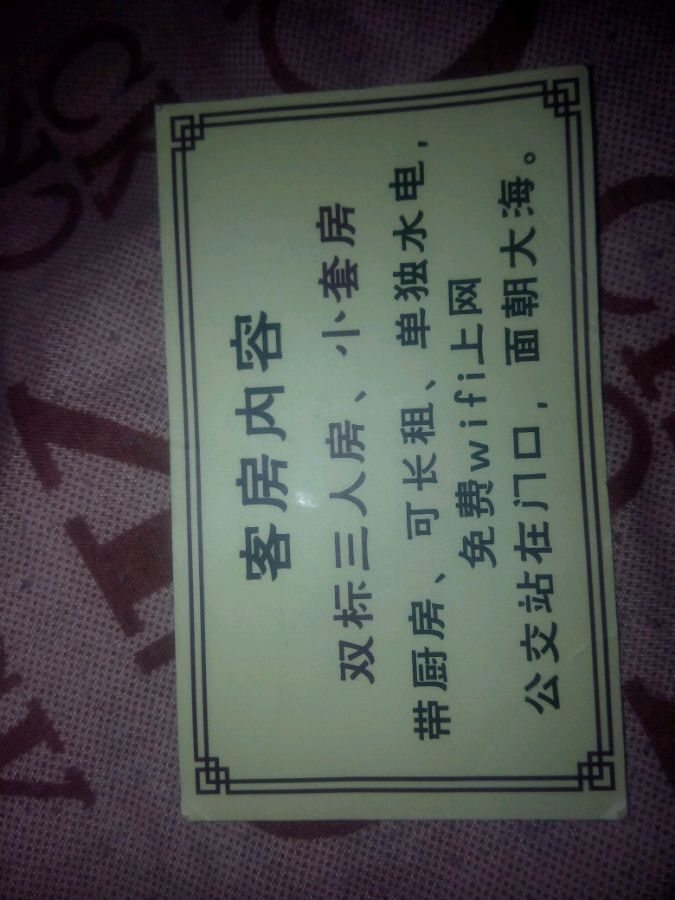 客房内容
双标三人房、小套房
带厨房、可长租、单独水电，
免费wifi上网
公交站在门口，面朝大海。